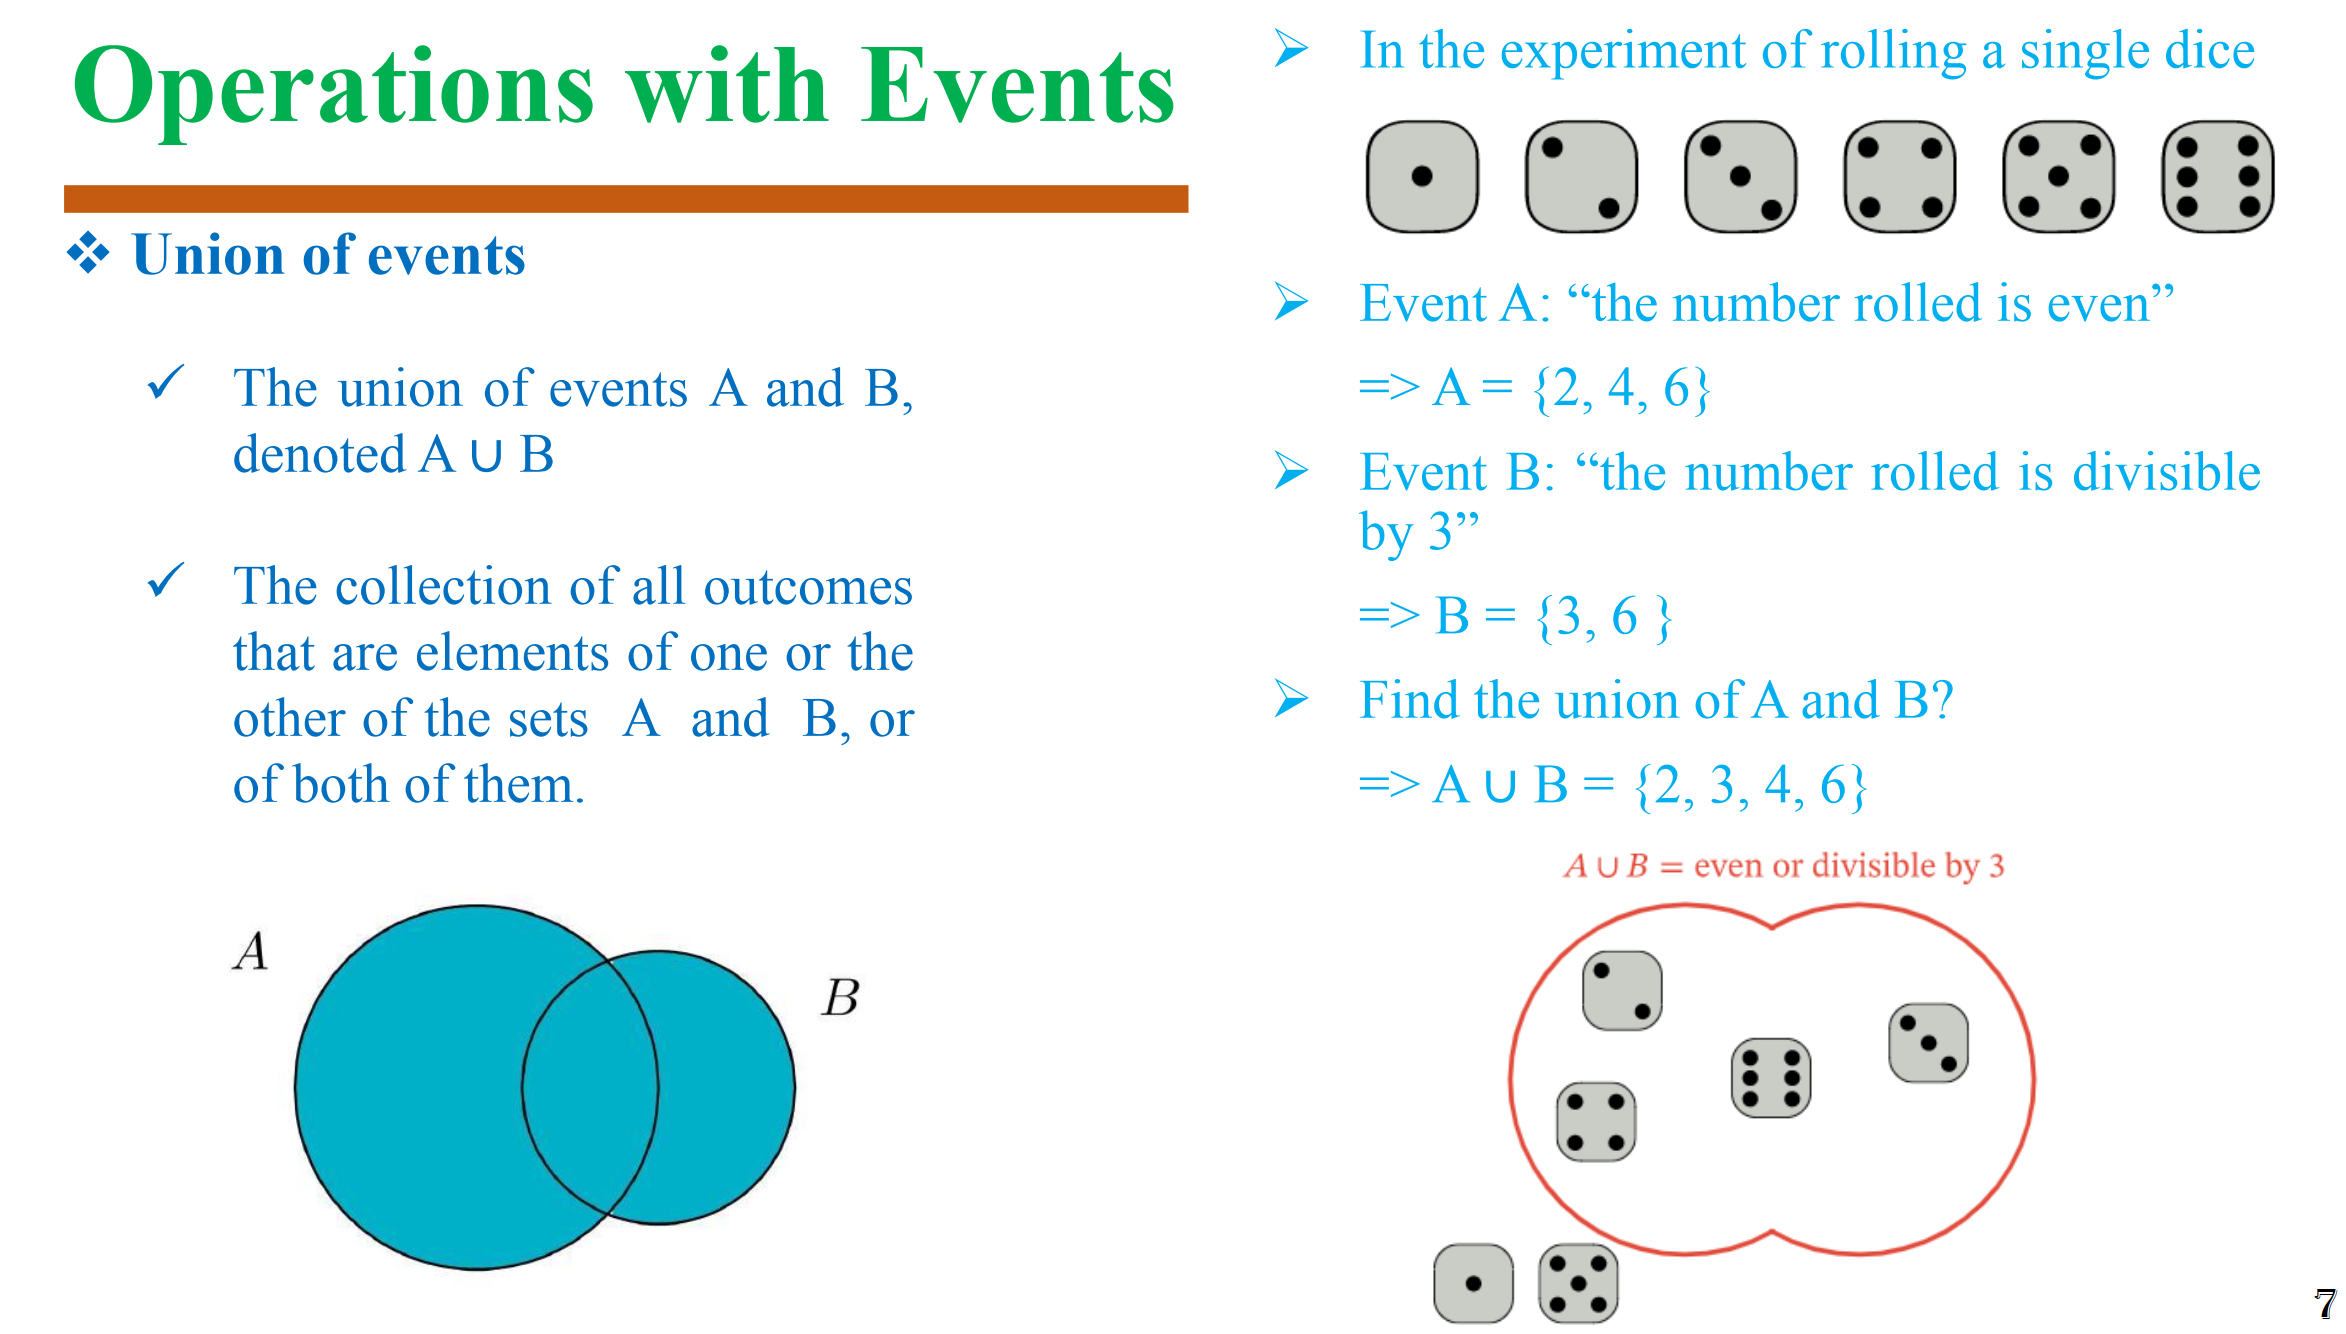 Operations with Events
❖ Union of events
✓ The union of events A and B,
denoted A ∪ B
✓ The collection of all outcomes
that are elements of one or the
other of the sets A and B, or
of both of them.
A
B
➢ In the experiment of rolling a single dice
➢ Event A: “the number rolled is even”
=> A = {2, 4, 6}
➢ Event B: “the number rolled is divisible
by 3”
=> B = {3, 6 }
➢ Find the union of A and B?
=> A ∪ B = {2, 3, 4, 6}
A ∪ B = even or divisible by 3
7